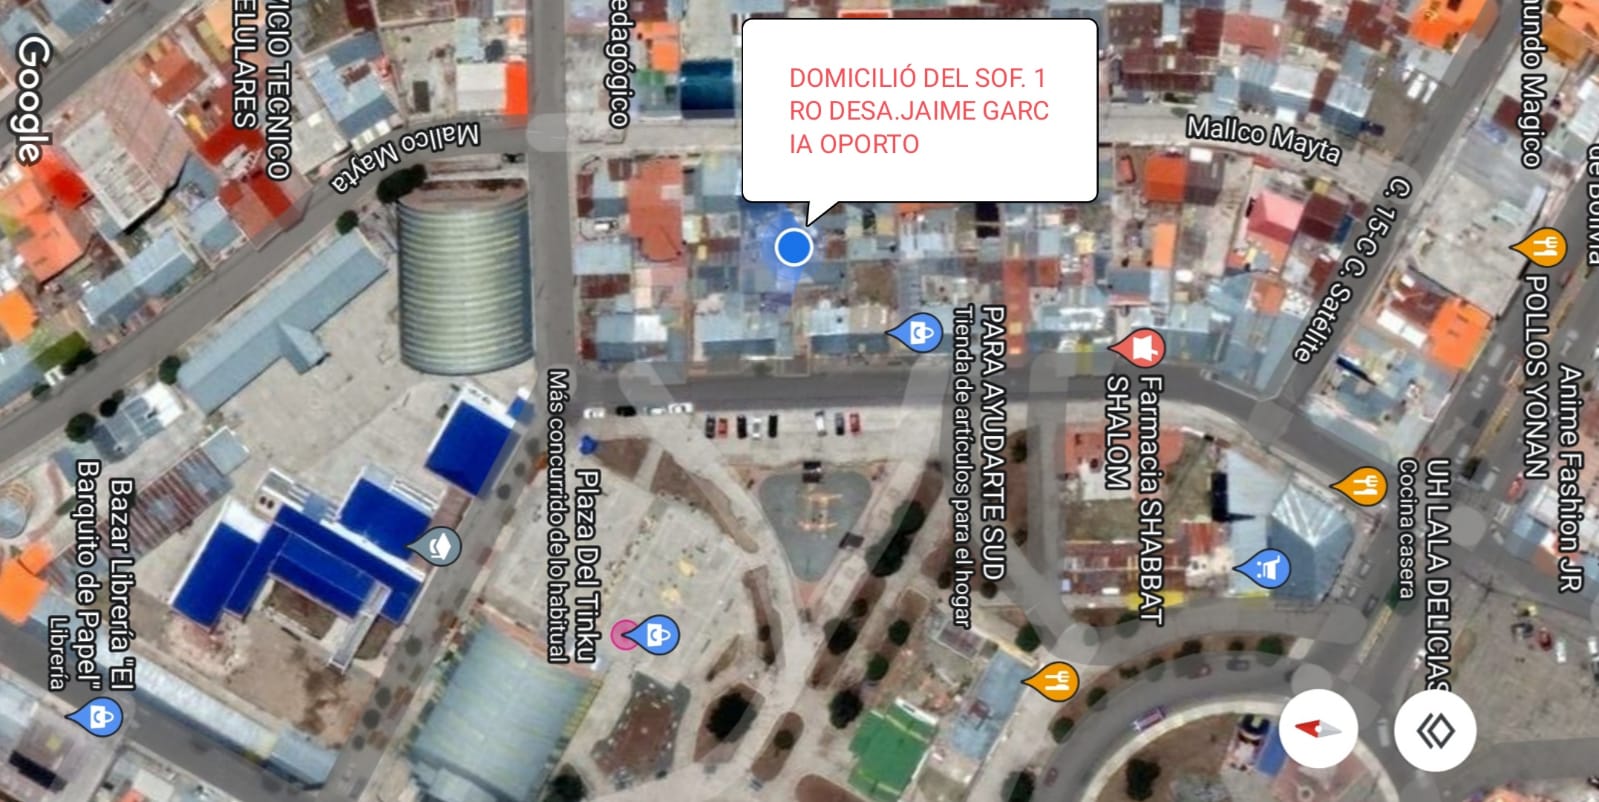 DOMICILIÓ DEL SOF. 1
RO DESA.JAIME GARC
IA OPORTO
Google
VICIO TECNICO
ELULARES
Mallco Mayta
edagógico
Mallco Mayta
C. 15-C C. Satélite
undo Magico
de Bolivia
POLLOS YONAN
Anime Fashion JR
PARA AYUDARTE SUD
Tienda de artículos para el hogar
Farmacia SHABBAT
SHALOM
UH LALA DELICIAS
Cocina casera
Plaza Del Tinku
Más concurrido de lo habitual
Bazar Librería "El
Barquito de Papel"
Librería